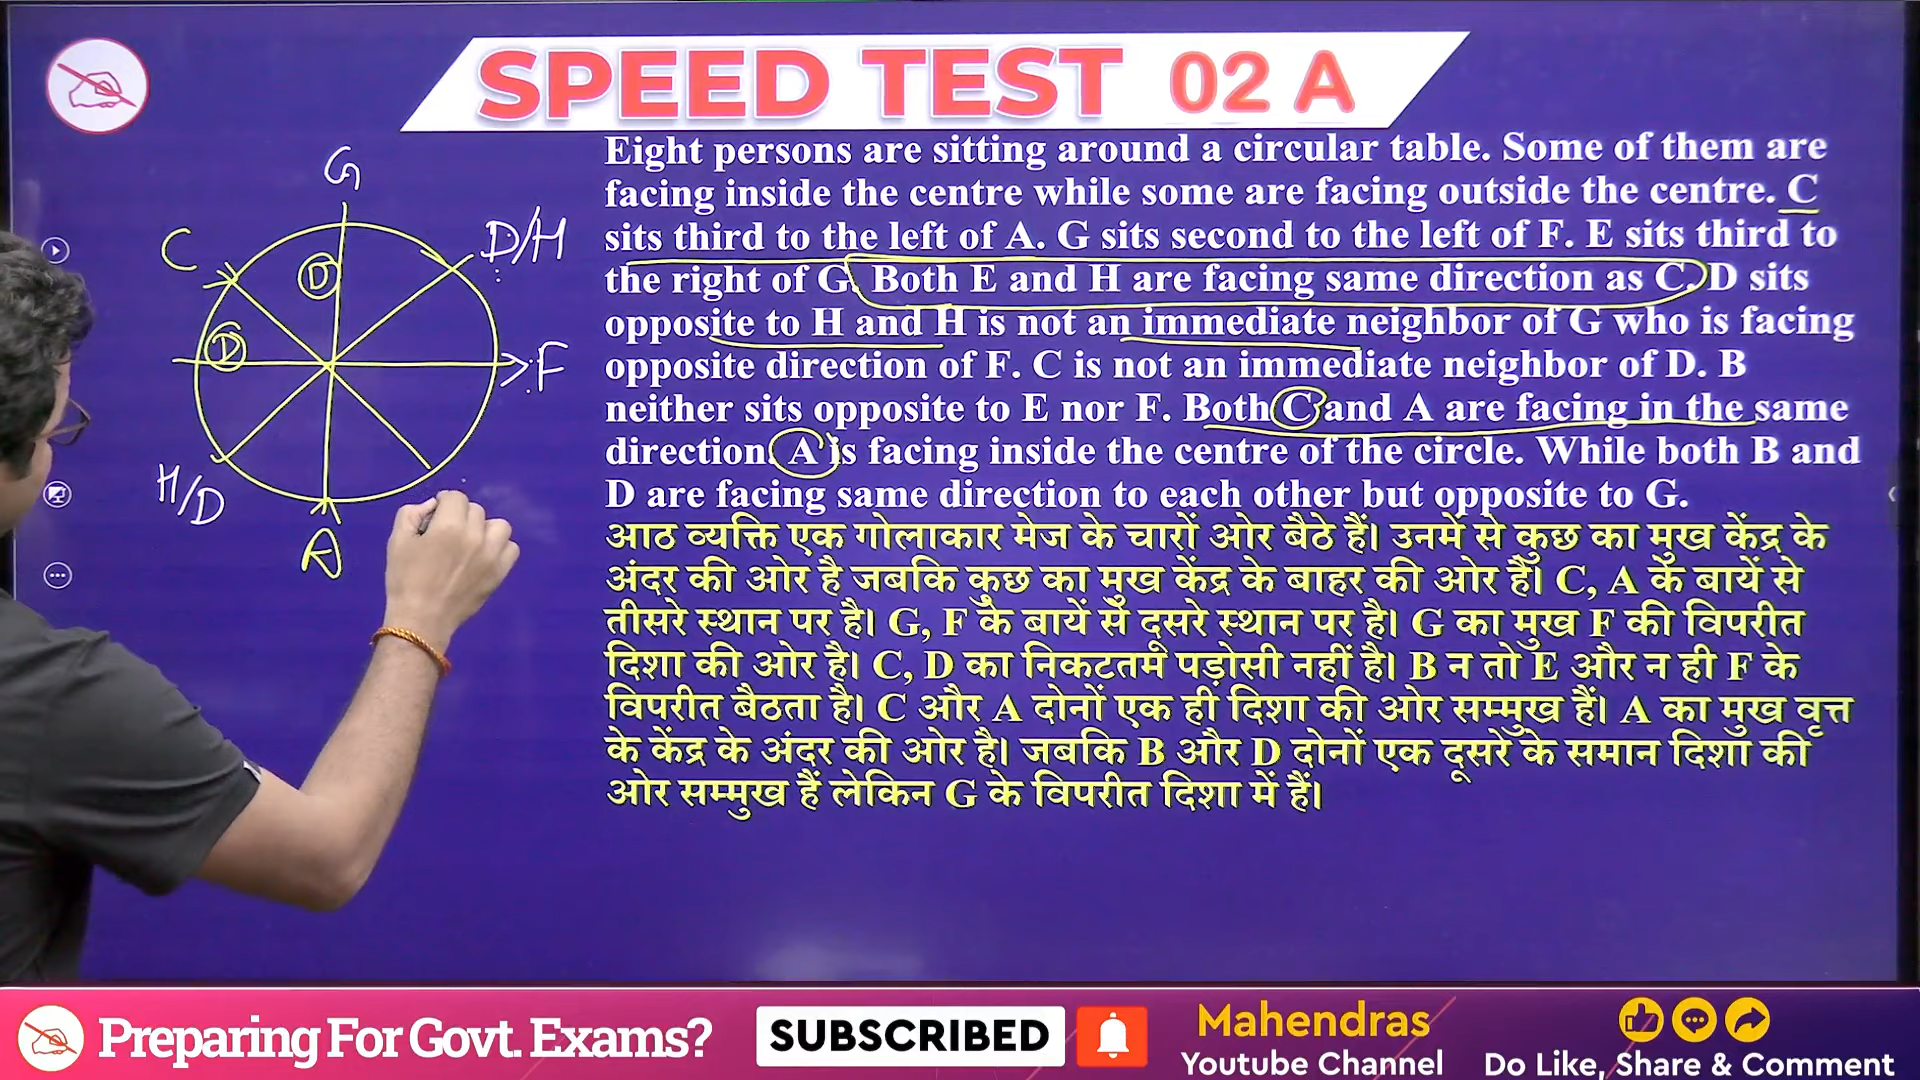 SPEED TEST 02 A
Eight persons are sitting around a circular table. Some of them are
facing inside the centre while some are facing outside the centre. C
sits third to the left of A. G sits second to the left of F. E sits third to
the right of G. Both E and H are facing same direction as C. D sits
opposite to H and H is not an immediate neighbor of G who is facing
opposite direction of F. C is not an immediate neighbor of D. B
neither sits opposite to E nor F. Both C and A are facing in the same
direction. A is facing inside the centre of the circle. While both B and
D are facing same direction to each other but opposite to G.
आठ व्यक्ति एक गोलाकार मेज के चारों ओर बैठे हैं। उनमें से कुछ का मुख केंद्र के
अंदर की ओर है जबकि कुछ का मुख केंद्र के बाहर की ओर है। C, A के बायें से
तीसरे स्थान पर है। G, F के बायें से दूसरे स्थान पर है। G का मुख F की विपरीत
दिशा की ओर है। C, D का निकटतम पड़ोसी नहीं है। B न तो E और न ही F के
विपरीत बैठता है। C और A दोनों एक ही दिशा की ओर सम्मुख हैं। A का मुख वृत्त
के केंद्र के अंदर की ओर है। जबकि B और D दोनों एक दूसरे के समान दिशा की
ओर सम्मुख हैं लेकिन G के विपरीत दिशा में हैं।
G
C
D
D/H
D
F
H/D
A
Preparing For Govt. Exams?
SUBSCRIBED
Mahendras
Youtube Channel
Do Like, Share & Comment